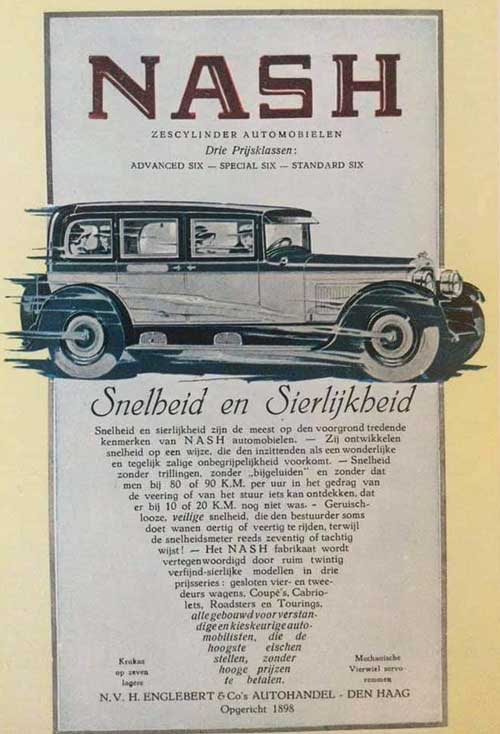 NASH
ZESCYLINDER AUTOMOBIELEN
Drie Prijsklassen:
ADVANCED SIX — SPECIAL SIX — STANDARD SIX
Snelheid en Sierlijkheid
Snelheid en sierlijkheid zijn de meest op den voorgrond tredende
kenmerken van NASH automobielen. — Zij ontwikkelen
snelheid op een wijze, die den inzittenden als een wonderlijke
en tegelijk zalige onbegrijpelijkheid voorkomt. — Snelheid
zonder trillingen, zonder „bijgeluiden" en zonder dat
men bij 80 of 90 K.M. per uur in het gedrag van
de veering of van het stuur iets kan ontdekken, dat
er bij 10 of 20 K.M. nog niet was. - Geruisch-
looze, veilige snelheid, die den bestuurder soms
doet wanen dertig of veertig te rijden, terwijl
de snelheidsmeter reeds zeventig of tachtig
wijst! — Het NASH fabrikaat wordt
vertegenwoordigd door ruim twintig
verfijnd-sierlijke modellen in drie
prijsseries: gesloten vier- en twee-
deurs wagens, Coupé's, Cabrio-
lets, Roadsters en Tourings,
alle gebouwd voor verstan-
dige en kieskeurige auto-
mobilisten, die de
hoogste eischen
stellen, zonder
hooge prijzen
te betalen.
Krukas
op zeven
lagers
Mechanische
Vierwiel servo
remmen
N.V. H. ENGLEBERT & Co's AUTOHANDEL - DEN HAAG
Opgericht 1898